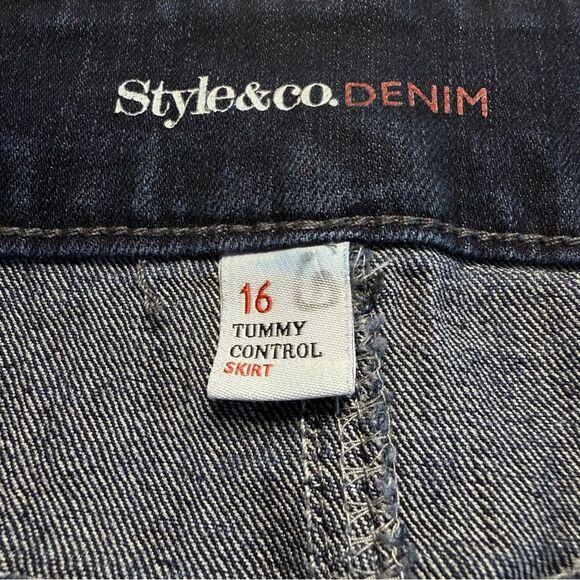 Style&co.DENIM
16
TUMMY
CONTROL
SKIRT